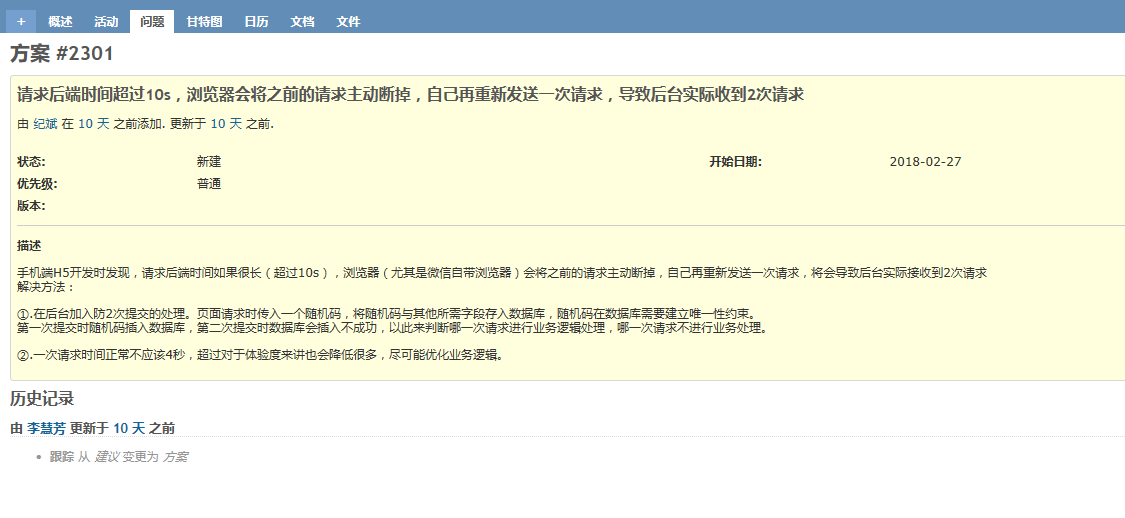 + 概述 活动 问题 甘特图 日历 文档 文件
方案 #2301
请求后端时间超过10s，浏览器会将之前的请求主动断掉，自己再重新发送一次请求，导致后台实际收到2次请求
由 纪斌 在 10 天 之前添加. 更新于 10 天 之前.
状态: 新建 开始日期: 2018-02-27
优先级: 普通
版本:
描述
手机端H5开发时发现，请求后端时间如果很长（超过10s），浏览器（尤其是微信自带浏览器）会将之前的请求主动断掉，自己再重新发送一次请求，将会导致后台实际接收到2次请求
解决方法：
①.在后台加入防2次提交的处理。页面请求时传入一个随机码，将随机码与其他所需字段存入数据库，随机码在数据库需要建立唯一性约束。
第一次提交时随机码插入数据库，第二次提交时数据库会插入不成功，以此来判断哪一次请求进行业务逻辑处理，哪一次请求不进行业务处理。
②.一次请求时间正常不应该4秒，超过对于体验度来讲也会降低很多，尽可能优化业务逻辑。
历史记录
由 李慧芳 更新于 10 天 之前
• 跟踪 从 建议 变更为 方案